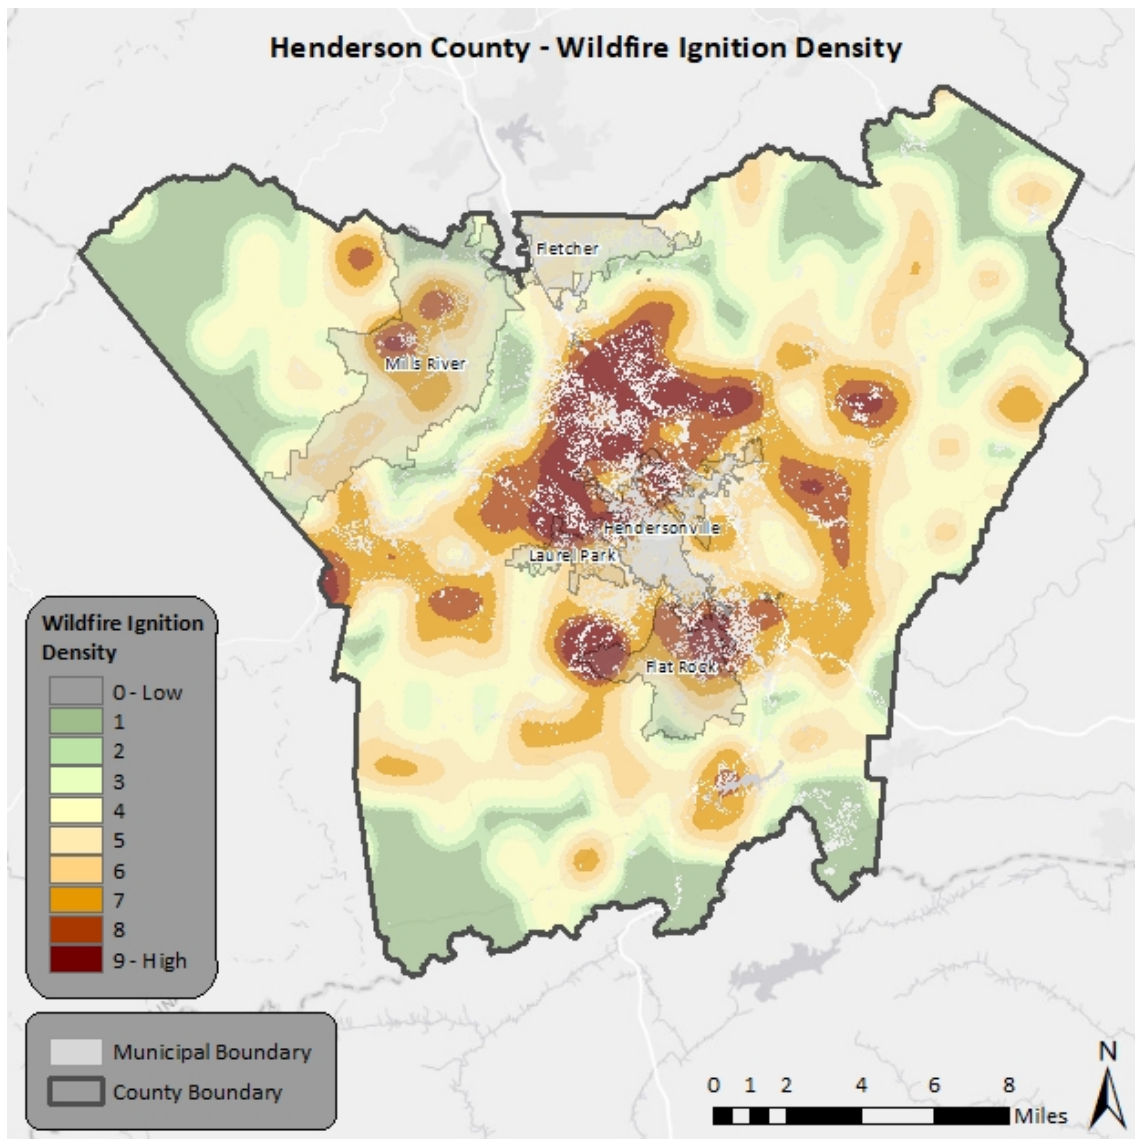 Henderson County - Wildfire Ignition Density
Fletcher
Mills River
Hendersonville
Laurel Park
Flat Rock
Wildfire Ignition
Density
0 - Low
1
2
3
4
5
6
7
8
9 - High
Municipal Boundary
County Boundary
N
0 1 2 4 6 8
Miles